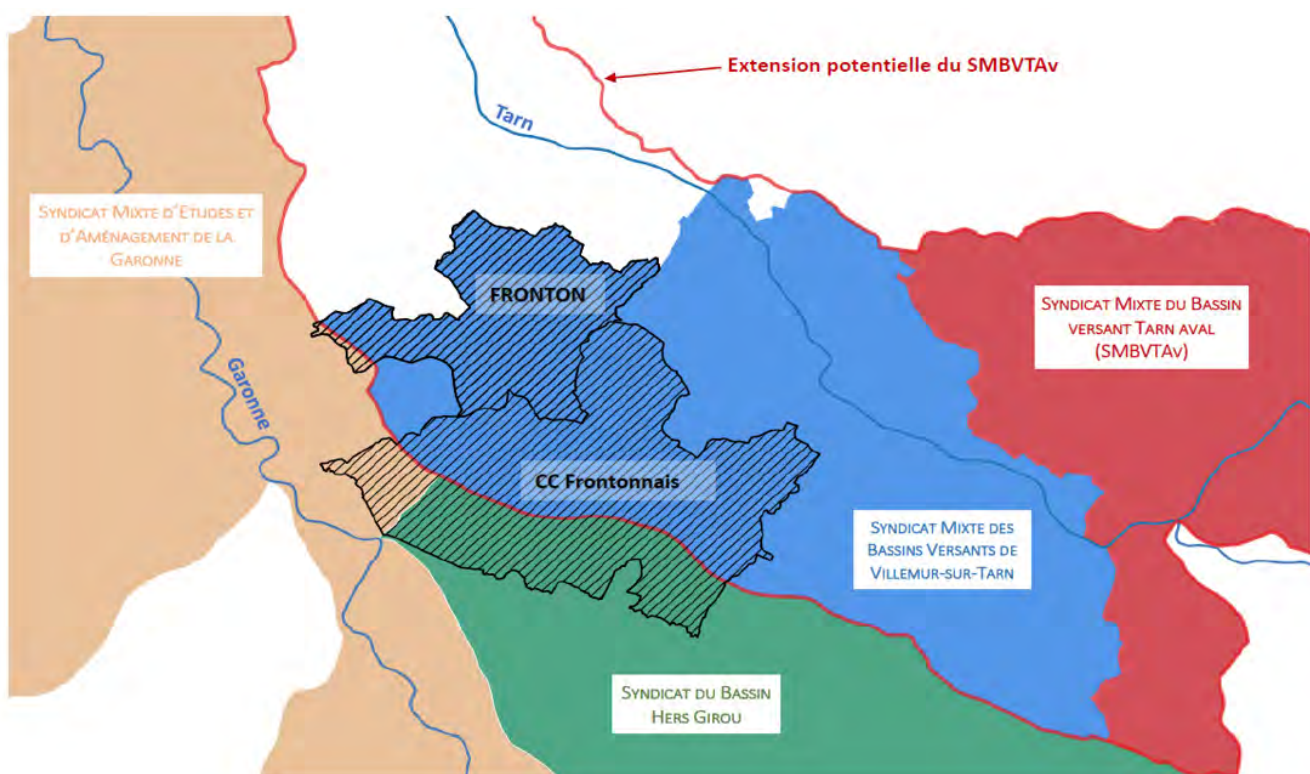 Extension potentielle du SMBVTAv
Tarn
SYNDICAT MIXTE D'ETUDES ET
D'AMÉNAGEMENT DE LA
GARONNE
FRONTON
SYNDICAT MIXTE DU BASSIN
VERSANT TARN AVAL
(SMBVTAv)
Garonne
CC Frontonnais
SYNDICAT MIXTE DES
BASSINS VERSANTS DE
VILLEMUR-SUR-TARN
SYNDICAT DU BASSIN
HERS GIROU